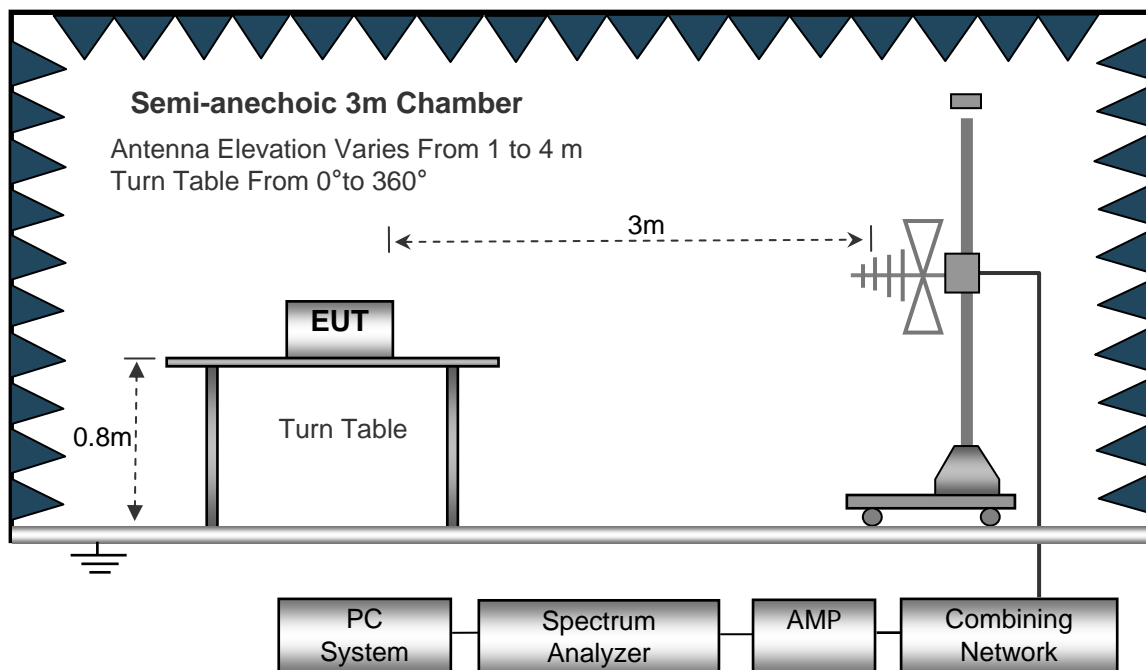 Semi-anechoic 3m Chamber
Antenna Elevation Varies From 1 to 4 m
Turn Table From 0°to 360°
3m
EUT
0.8m
Turn Table
PC
System
Spectrum
Analyzer
AMP
Combining
Network